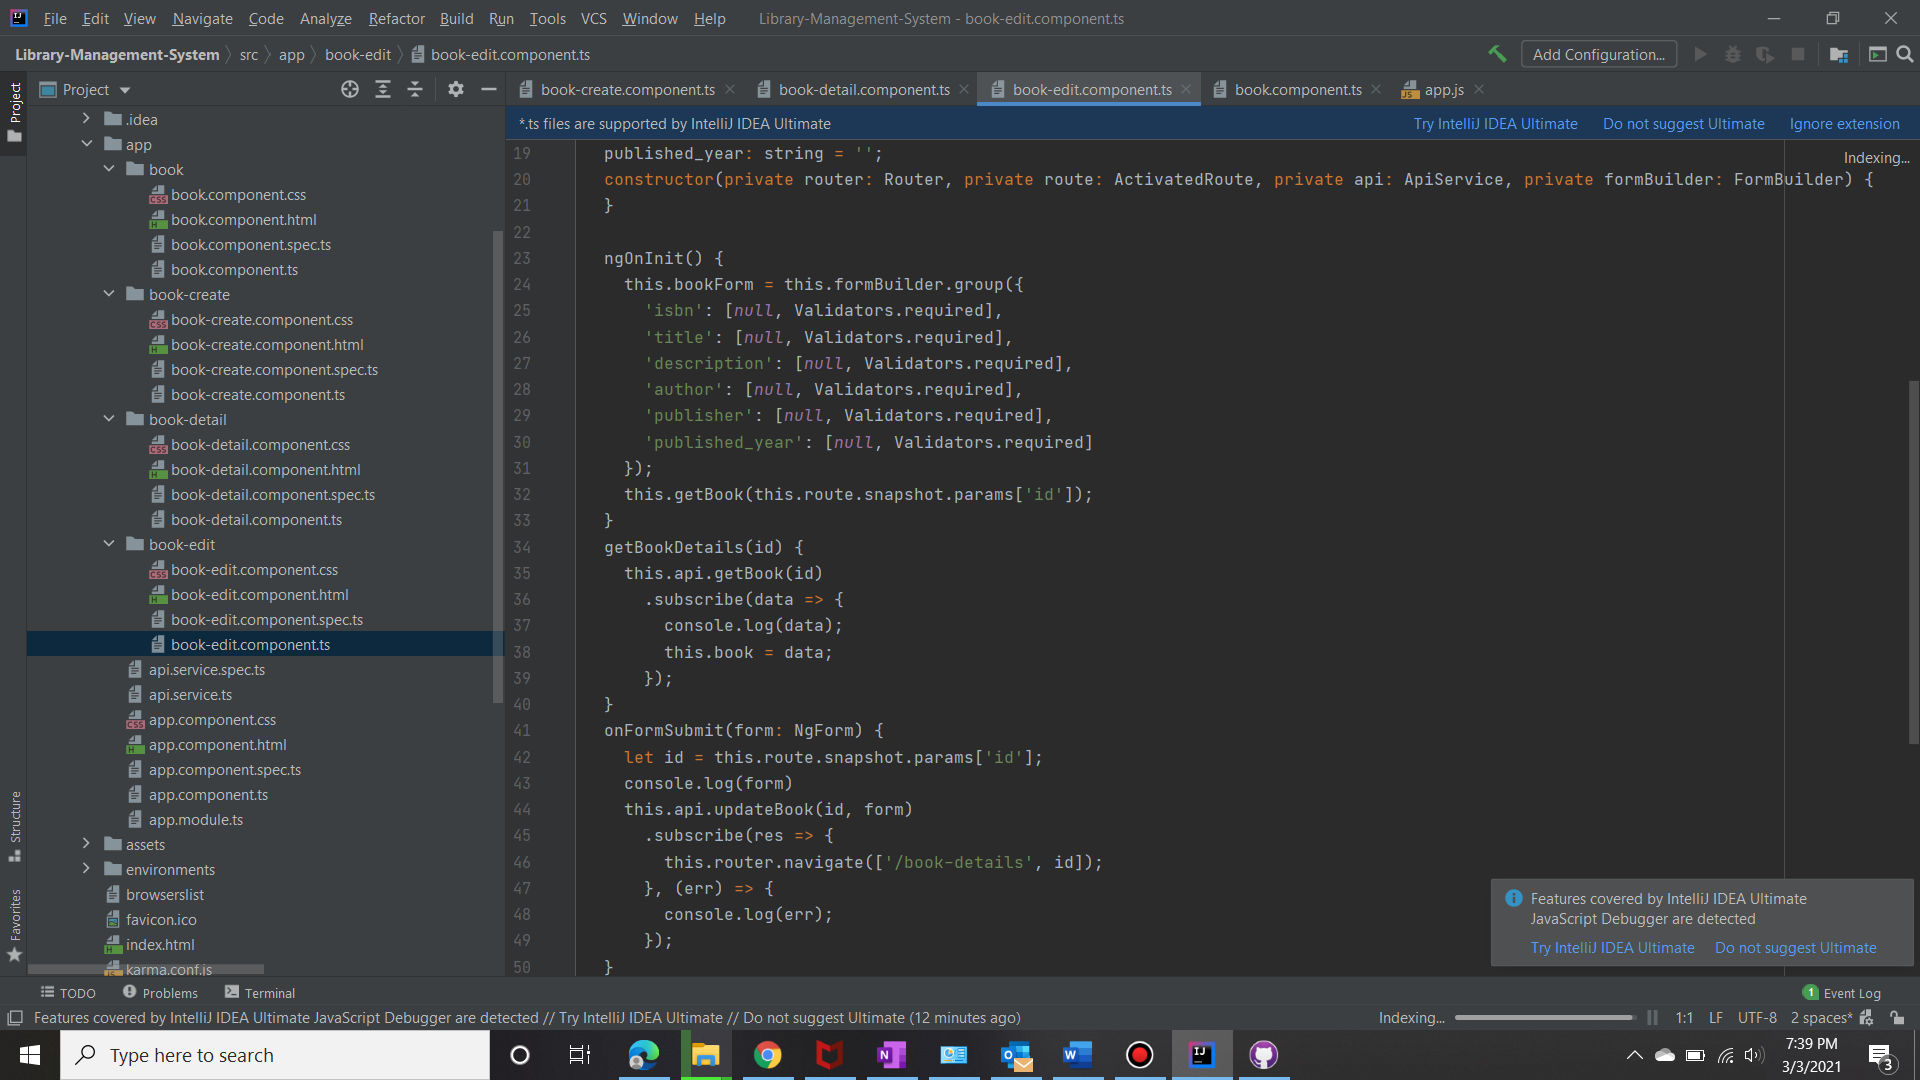 File Edit View Navigate Code Analyze Refactor Build Run Tools VCS Window Help Library-Management-System - book-edit.component.ts
Library-Management-System src app book-edit book-edit.component.ts Add Configuration...
Project
Project
book-create.component.ts book-detail.component.ts book-edit.component.ts book.component.ts app.js
*.ts files are supported by IntelliJ IDEA Ultimate Try IntelliJ IDEA Ultimate Do not suggest Ultimate Ignore extension
Indexing...
.idea
app
book
book.component.css
book.component.html
book.component.spec.ts
book.component.ts
book-create
book-create.component.css
book-create.component.html
book-create.component.spec.ts
book-create.component.ts
book-detail
book-detail.component.css
book-detail.component.html
book-detail.component.spec.ts
book-detail.component.ts
book-edit
book-edit.component.css
book-edit.component.html
book-edit.component.spec.ts
book-edit.component.ts
api.service.spec.ts
api.service.ts
app.component.css
app.component.html
app.component.spec.ts
app.component.ts
app.module.ts
assets
environments
browserslist
favicon.ico
index.html
karma.conf.js
Structure
Favorites
19 published_year: string = '';
20 constructor(private router: Router, private route: ActivatedRoute, private api: ApiService, private formBuilder: FormBuilder) {
21 }
22
23 ngOnInit() {
24 this.bookForm = this.formBuilder.group({
25 'isbn': [null, Validators.required],
26 'title': [null, Validators.required],
27 'description': [null, Validators.required],
28 'author': [null, Validators.required],
29 'publisher': [null, Validators.required],
30 'published_year': [null, Validators.required]
31 });
32 this.getBook(this.route.snapshot.params['id']);
33 }
34 getBookDetails(id) {
35 this.api.getBook(id)
36 .subscribe(data => {
37 console.log(data);
38 this.book = data;
39 });
40 }
41 onFormSubmit(form: NgForm) {
42 let id = this.route.snapshot.params['id'];
43 console.log(form)
44 this.api.updateBook(id, form)
45 .subscribe(res => {
46 this.router.navigate(['/book-details', id]);
47 }, (err) => {
48 console.log(err);
49 });
50 }
Features covered by IntelliJ IDEA Ultimate
JavaScript Debugger are detected
Try IntelliJ IDEA Ultimate Do not suggest Ultimate
TODO Problems Terminal 1 Event Log
Features covered by IntelliJ IDEA Ultimate JavaScript Debugger are detected // Try IntelliJ IDEA Ultimate // Do not suggest Ultimate (12 minutes ago) Indexing... 1:1 LF UTF-8 2 spaces*
Type here to search
7:39 PM
3/3/2021
3